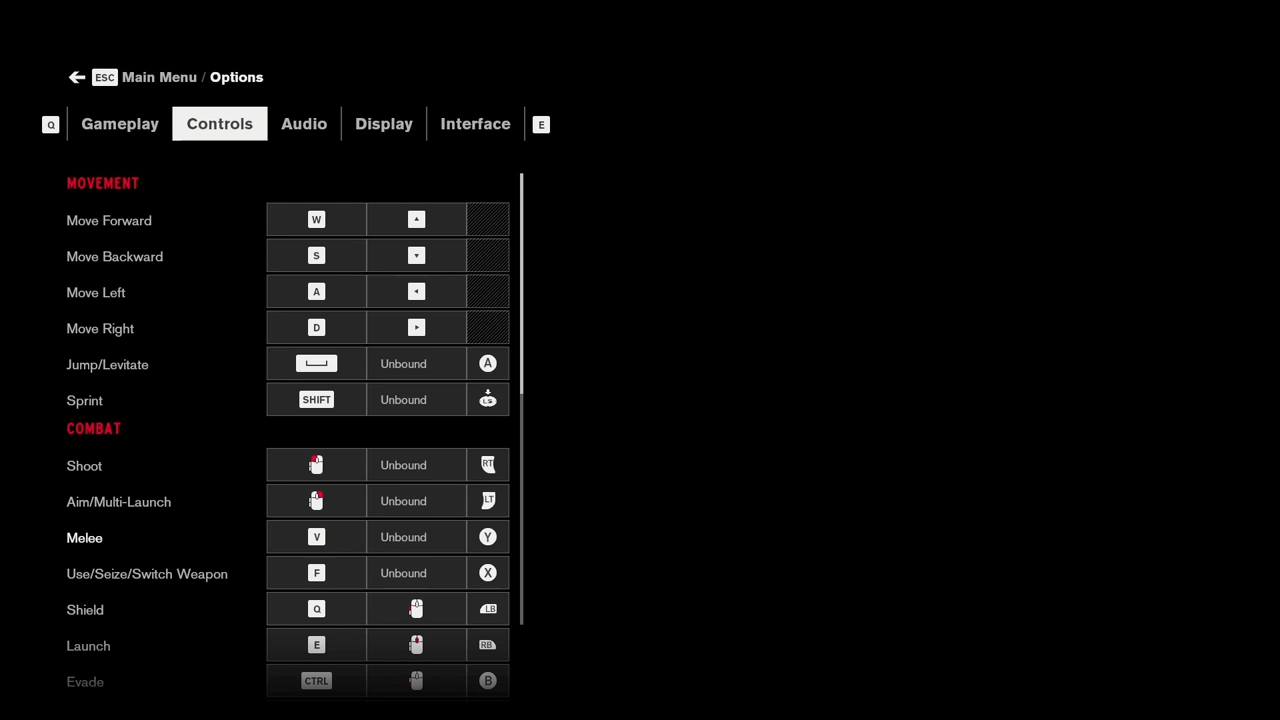 ESC Main Menu / Options
Q Gameplay Controls Audio Display Interface E
MOVEMENT
Move Forward W
Move Backward S
Move Left A
Move Right D
Jump/Levitate Unbound A
Sprint SHIFT Unbound LS
COMBAT
Shoot Unbound RT
Aim/Multi-Launch Unbound LT
Melee V Unbound Y
Use/Seize/Switch Weapon F Unbound X
Shield Q LB
Launch E RB
Evade CTRL B